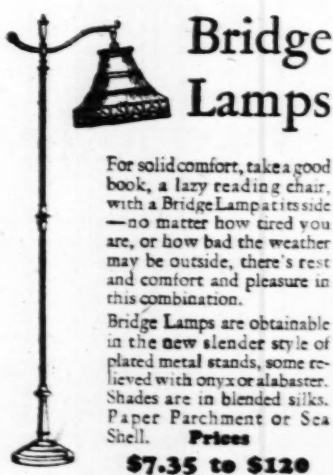 Bridge
Lamps
For solid comfort, take a good
book, a lazy reading chair,
with a Bridge Lamp at its side
—no matter how tired you
are, or how bad the weather
may be outside, there's rest
and comfort and pleasure in
this combination.
Bridge Lamps are obtainable
in the new slender style of
plated metal stands, some re-
lieved with onyx or alabaster.
Shades are in blended silks.
Paper Parchment or Sea
Shell. Prices
$7.35 to $120